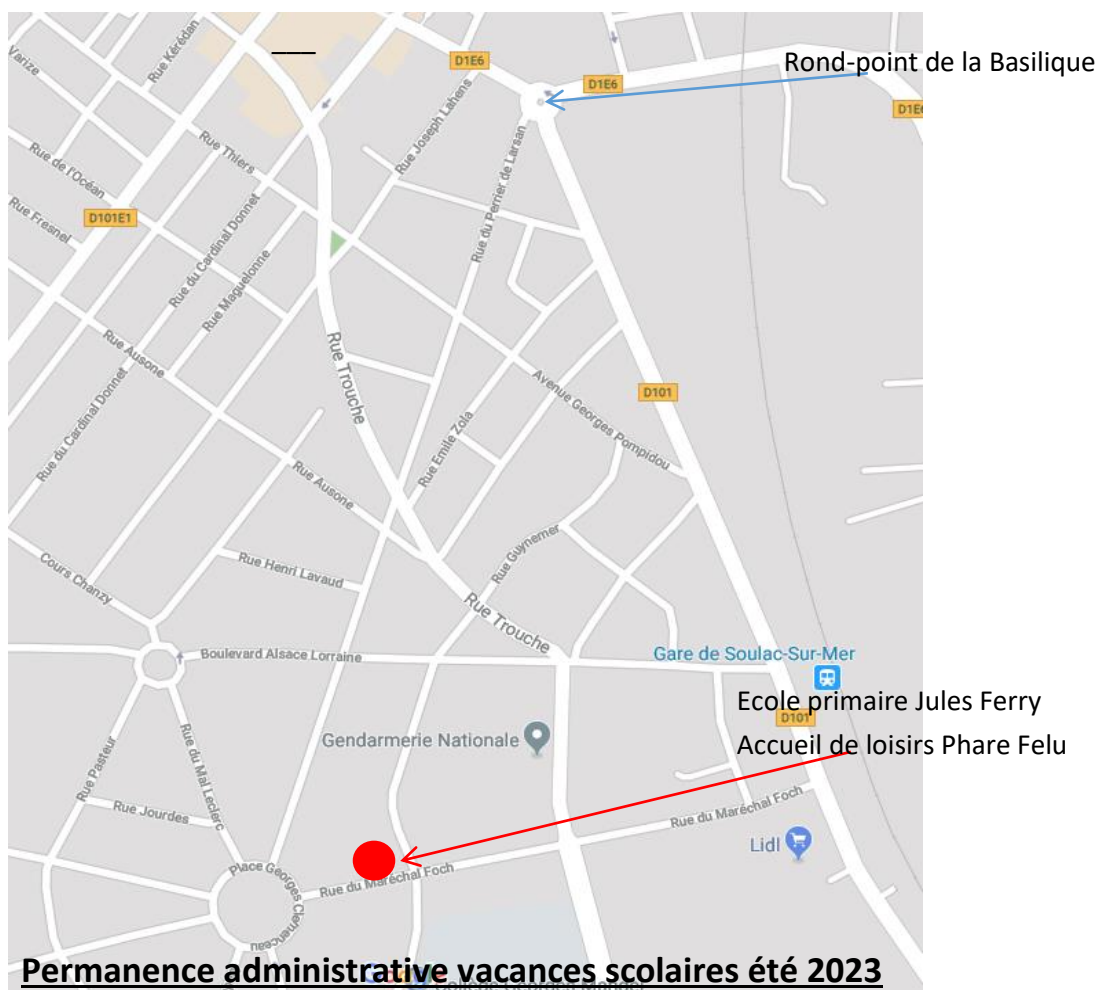 Varize
Rue Kérédan
D1E6
Rond-point de la Basilique
D1E6
D1E6
Rue Joseph Lahens
Rue Thiers
Rue de l'Océan
Rue du Perrier de Larsan
Rue Fresnel
D101E1
Rue du Cardinal Donnet
Rue Maguelonne
Rue Ausone
Rue Trouche
Rue du Cardinal Donnet
D101
Avenue Georges Pompidou
Rue Emile Zola
Rue Ausone
Rue Guynemer
Cours Chanzy
Rue Henri Lavaud
Rue Trouche
Boulevard Alsace Lorraine
Gare de Soulac-Sur-Mer
Ecole primaire Jules Ferry
D101
Accueil de loisirs Phare Felu
Gendarmerie Nationale
Rue Pasteur
Rue du Mal Leclerc
Rue Jourdes
Rue du Maréchal Foch
Lidl
Place Georges Clemenceau
Rue du Maréchal Foch
Permanence administrative vacances scolaires été 2023